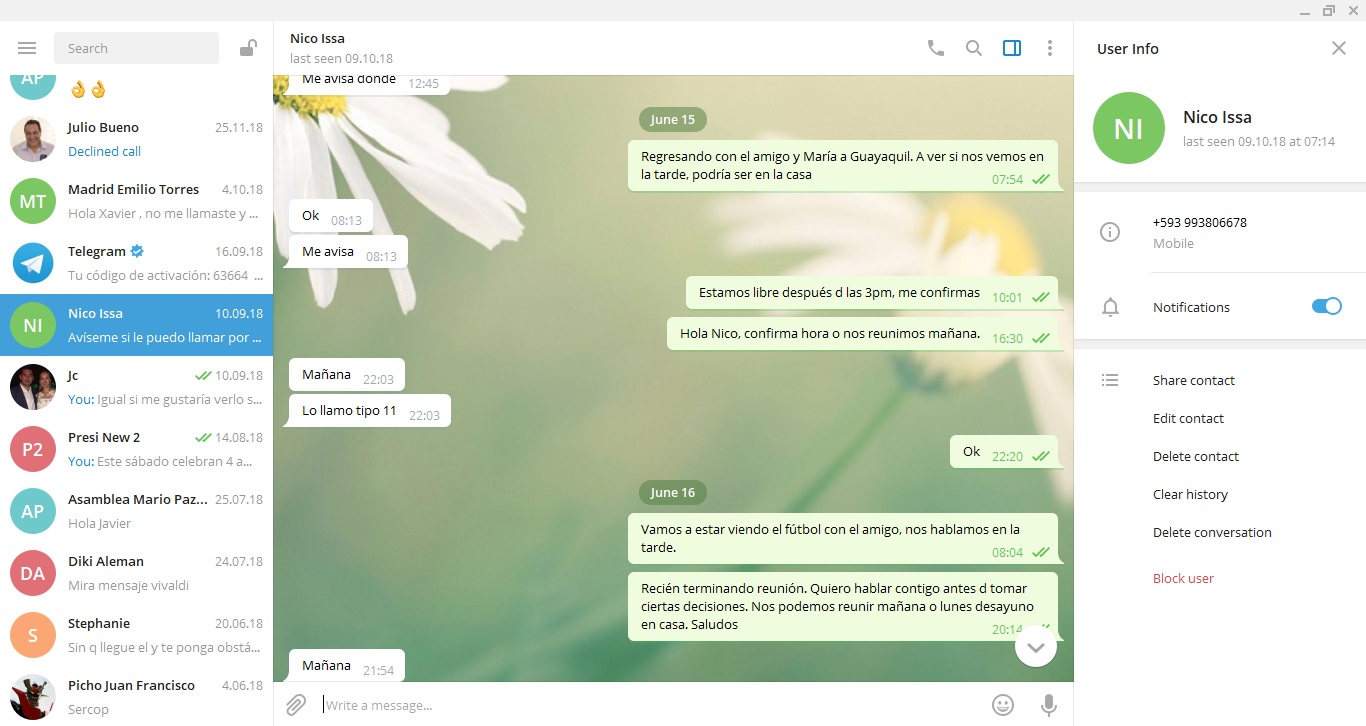 Search
AP
👌👌
Julio Bueno 25.11.18
Declined call
MT
Madrid Emilio Torres 4.10.18
Hola Xavier , no me llamaste y ...
Telegram 16.09.18
Tu código de activación: 63664 ...
NI
Nico Issa 10.09.18
Avíseme si le puedo llamar por ...
Jc 10.09.18
You: Igual si me gustaría verlo s...
P2
Presi New 2 14.08.18
You: Este sábado celebran 4 a...
AP
Asamblea Mario Paz... 25.07.18
Hola Javier
DA
Diki Aleman 24.07.18
Mira mensaje vivaldi
S
Stephanie 20.06.18
Sin q llegue el y te ponga obstá...
Picho Juan Francisco 4.06.18
Sercop
Nico Issa
last seen 09.10.18
Me avisa donde 12:45
June 15
Regresando con el amigo y María a Guayaquil. A ver si nos vemos en
la tarde, podría ser en la casa 07:54
Ok 08:13
Me avisa 08:13
Estamos libre después d las 3pm, me confirmas 10:01
Hola Nico, confirma hora o nos reunimos mañana. 16:30
Mañana 22:03
Lo llamo tipo 11 22:03
Ok 22:20
June 16
Vamos a estar viendo el fútbol con el amigo, nos hablamos en la
tarde. 08:04
Recién terminando reunión. Quiero hablar contigo antes d tomar
ciertas decisiones. Nos podemos reunir mañana o lunes desayuno
en casa. Saludos 20:14
Mañana 21:54
Write a message...
User Info
NI
Nico Issa
last seen 09.10.18 at 07:14
+593 993806678
Mobile
Notifications
Share contact
Edit contact
Delete contact
Clear history
Delete conversation
Block user